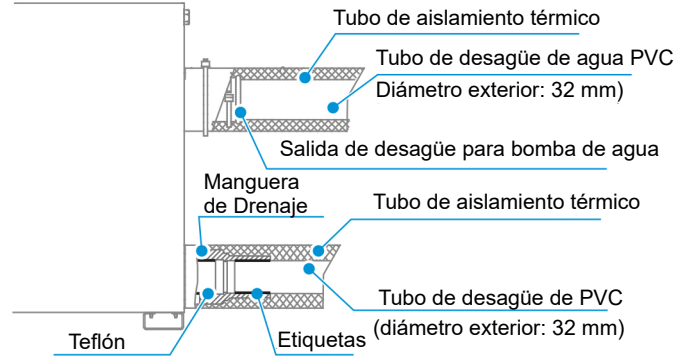 Tubo de aislamiento térmico
Tubo de desagüe de agua PVC
Diámetro exterior: 32 mm)
Salida de desagüe para bomba de agua
Manguera
de Drenaje
Tubo de aislamiento térmico
Tubo de desagüe de PVC
(diámetro exterior: 32 mm)
Teflón
Etiquetas